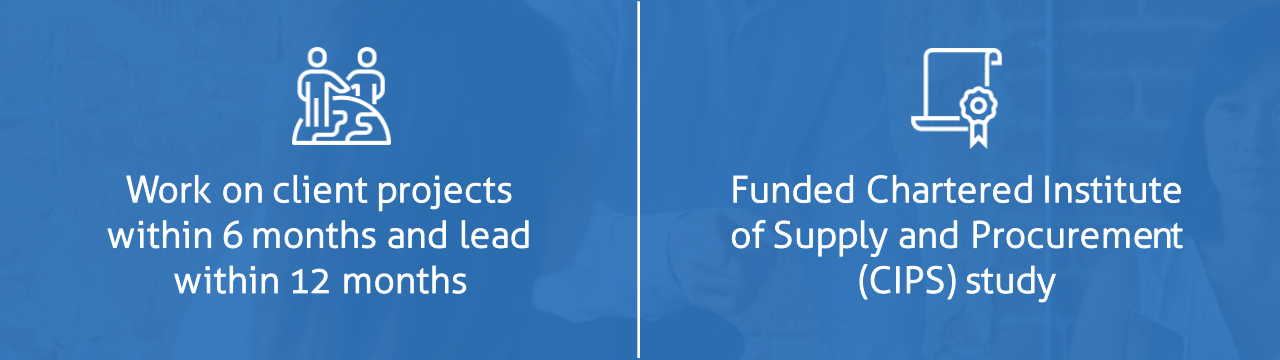 Work on client projects
within 6 months and lead
within 12 months
Funded Chartered Institute
of Supply and Procurement
(CIPS) study